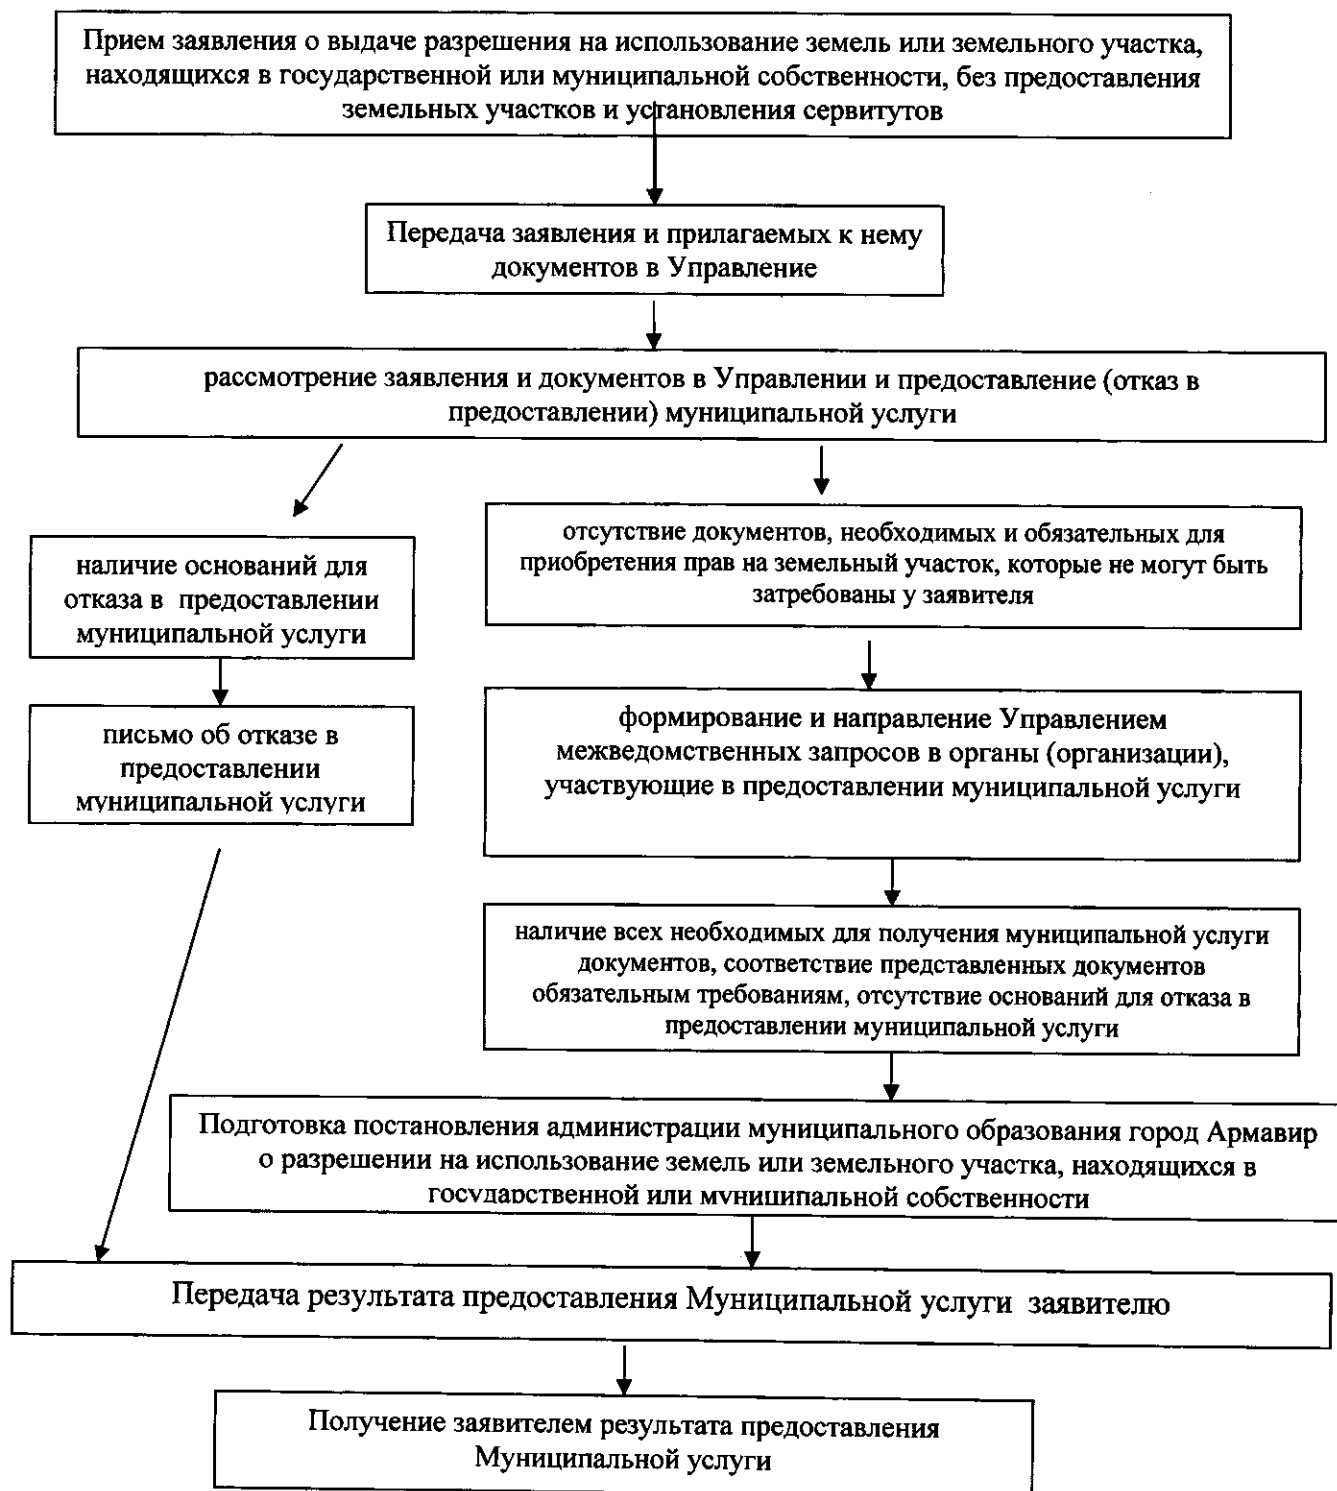 Прием заявления о выдаче разрешения на использование земель или земельного участка,
находящихся в государственной или муниципальной собственности, без предоставления
земельных участков и установления сервитутов
Передача заявления и прилагаемых к нему
документов в Управление
рассмотрение заявления и документов в Управлении и предоставление (отказ в
предоставлении) муниципальной услуги
наличие оснований для
отказа в предоставлении
муниципальной услуги
письмо об отказе в
предоставлении
муниципальной услуги
отсутствие документов, необходимых и обязательных для
приобретения прав на земельный участок, которые не могут быть
затребованы у заявителя
формирование и направление Управлением
межведомственных запросов в органы (организации),
участвующие в предоставлении муниципальной услуги
наличие всех необходимых для получения муниципальной услуги
документов, соответствие представленных документов
обязательным требованиям, отсутствие оснований для отказа в
предоставлении муниципальной услуги
Подготовка постановления администрации муниципального образования город Армавир
о разрешении на использование земель или земельного участка, находящихся в
государственной или муниципальной собственности
Передача результата предоставления Муниципальной услуги заявителю
Получение заявителем результата предоставления
Муниципальной услуги